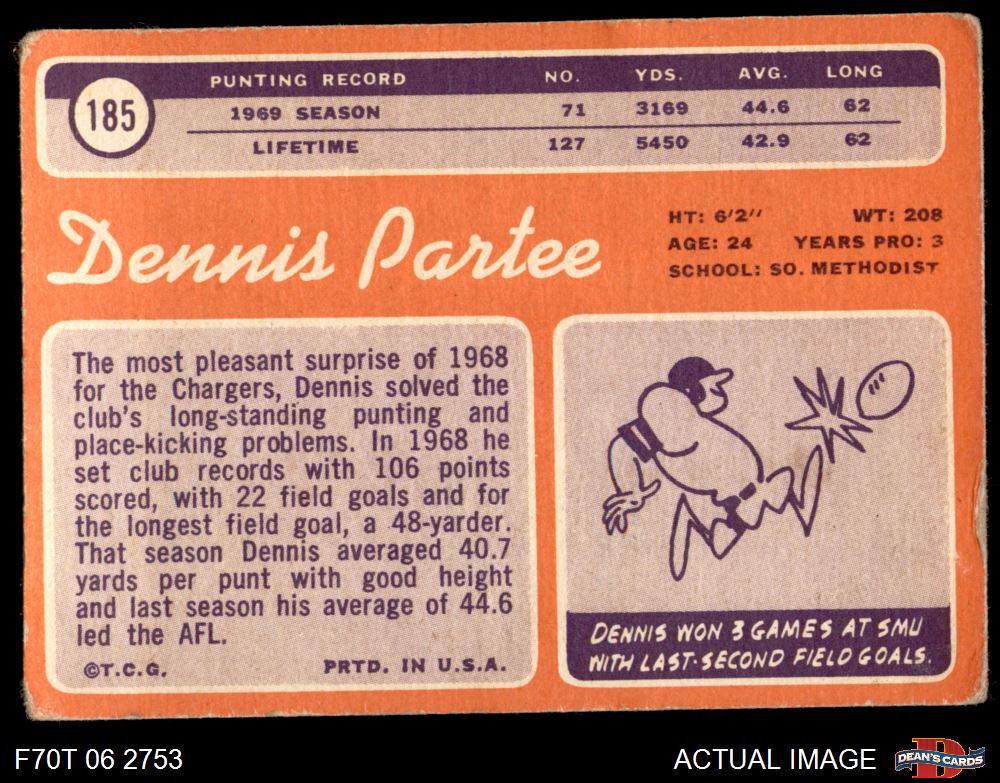 185
PUNTING RECORD NO. YDS. AVG. LONG
1969 SEASON 71 3169 44.6 62
LIFETIME 127 5450 42.9 62
Dennis Partee
HT: 6'2" WT: 208
AGE: 24 YEARS PRO: 3
SCHOOL: SO. METHODIST
The most pleasant surprise of 1968
for the Chargers, Dennis solved the
club's long-standing punting and
place-kicking problems. In 1968 he
set club records with 106 points
scored, with 22 field goals and for
the longest field goal, a 48-yarder.
That season Dennis averaged 40.7
yards per punt with good height
and last season his average of 44.6
led the AFL.
©T.C.G. PRTD. IN U.S.A.
DENNIS WON 3 GAMES AT SMU
WITH LAST-SECOND FIELD GOALS.
F70T 06 2753
ACTUAL IMAGE
D
DEAN'S CARDS